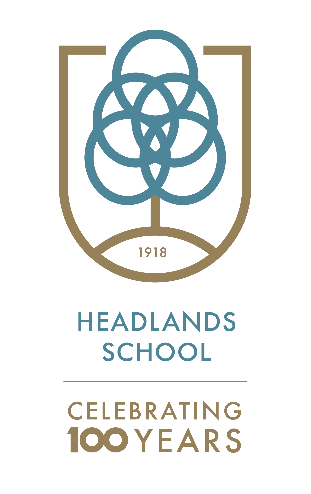 1918
HEADLANDS
SCHOOL
CELEBRATING
100 YEARS